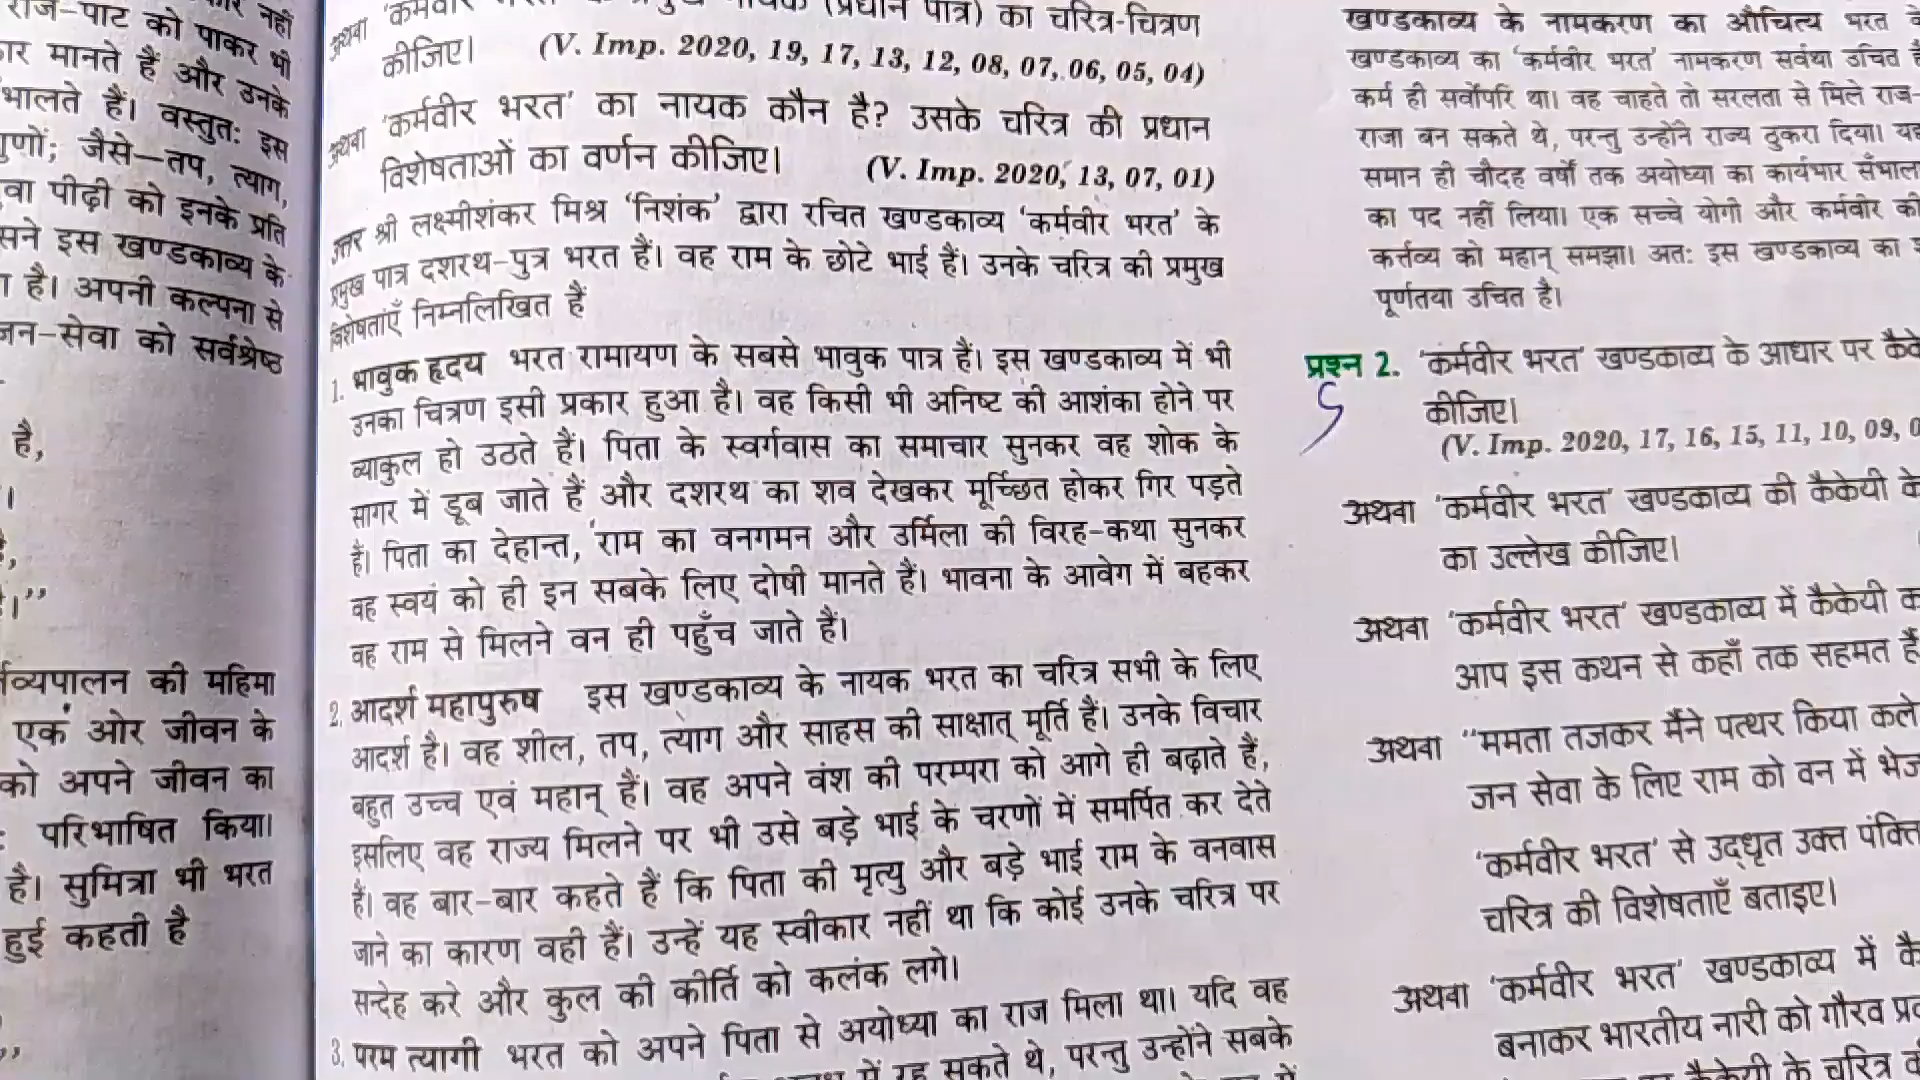 राज-पाट को पाकर भी
मानते हैं और उनके
भालते हैं। वस्तुतः इस
गुणों; जैसे—तप, त्याग,
पीढ़ी को इनके प्रति
इस खण्डकाव्य के
है। अपनी कल्पना से
जन-सेवा को सर्वश्रेष्ठ
है,
।
।”
की महिमा
एक ओर जीवन के
को अपने जीवन का
परिभाषित किया।
है। सुमित्रा भी भरत
हुई कहती है
अथवा (प्रधान पात्र) का चरित्र-चित्रण
कीजिए। (V. Imp. 2020, 19, 17, 13, 12, 08, 07, 06, 05, 04)
अथवा 'कर्मवीर भरत' का नायक कौन है? उसके चरित्र की प्रधान
विशेषताओं का वर्णन कीजिए। (V. Imp. 2020, 13, 07, 01)
उत्तर श्री लक्ष्मीशंकर मिश्र 'निशंक' द्वारा रचित खण्डकाव्य 'कर्मवीर भरत' के
प्रमुख पात्र दशरथ-पुत्र भरत हैं। वह राम के छोटे भाई हैं। उनके चरित्र की प्रमुख
विशेषताएँ निम्नलिखित हैं
1. भावुक हृदय भरत रामायण के सबसे भावुक पात्र हैं। इस खण्डकाव्य में भी
उनका चित्रण इसी प्रकार हुआ है। वह किसी भी अनिष्ट की आशंका होने पर
व्याकुल हो उठते हैं। पिता के स्वर्गवास का समाचार सुनकर वह शोक के
सागर में डूब जाते हैं और दशरथ का शव देखकर मूर्च्छित होकर गिर पड़ते
हैं। पिता का देहान्त, राम का वनगमन और उर्मिला की विरह-कथा सुनकर
वह स्वयं को ही इन सबके लिए दोषी मानते हैं। भावना के आवेग में बहकर
वह राम से मिलने वन ही पहुँच जाते हैं।
2. आदर्श महापुरुष इस खण्डकाव्य के नायक भरत का चरित्र सभी के लिए
आदर्श है। वह शील, तप, त्याग और साहस की साक्षात् मूर्ति हैं। उनके विचार
बहुत उच्च एवं महान् हैं। वह अपने वंश की परम्परा को आगे ही बढ़ाते हैं,
इसलिए वह राज्य मिलने पर भी उसे बड़े भाई के चरणों में समर्पित कर देते
हैं। वह बार-बार कहते हैं कि पिता की मृत्यु और बड़े भाई राम के वनवास
जाने का कारण वही हैं। उन्हें यह स्वीकार नहीं था कि कोई उनके चरित्र पर
सन्देह करे और कुल की कीर्ति को कलंक लगे।
3. परम त्यागी भरत को अपने पिता से अयोध्या का राज मिला था। यदि वह
में रह सकते थे, परन्तु उन्होंने सबके
खण्डकाव्य के नामकरण का औचित्य भरत
खण्डकाव्य का 'कर्मवीर भरत' नामकरण सर्वथा उचित
कर्म ही सर्वोपरि था। वह चाहते तो सरलता से मिले राज-
राजा बन सकते थे, परन्तु उन्होंने राज्य ठुकरा दिया।
समान ही चौदह वर्षों तक अयोध्या का कार्यभार
का पद नहीं लिया। एक सच्चे योगी और कर्मवीर की
कर्त्तव्य को महान् समझा। अतः इस खण्डकाव्य का
पूर्णतया उचित है।
प्रश्न 2. 'कर्मवीर भरत' खण्डकाव्य के आधार पर
कीजिए।
(V. Imp. 2020, 17, 16, 15, 11, 10, 09,
अथवा 'कर्मवीर भरत' खण्डकाव्य की कैकेयी के
का उल्लेख कीजिए।
अथवा 'कर्मवीर भरत' खण्डकाव्य में कैकेयी
आप इस कथन से कहाँ तक सहमत हैं
अथवा “ममता तजकर मैंने पत्थर किया
जन सेवा के लिए राम को वन में
'कर्मवीर भरत' से उद्धृत उक्त
चरित्र की विशेषताएँ बताइए।
अथवा 'कर्मवीर भरत' खण्डकाव्य में
बनाकर भारतीय नारी को गौरव
कैकेयी के चरित्र